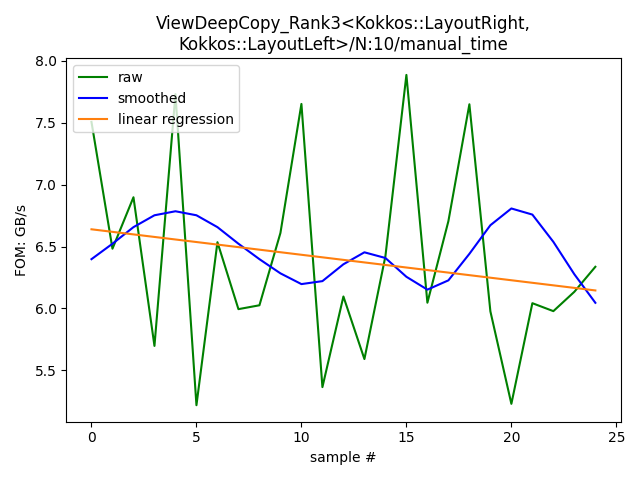 ViewDeepCopy_Rank3<Kokkos::LayoutRight,
Kokkos::LayoutLeft>/N:10/manual_time
FOM: GB/s
8.0
7.5
7.0
6.5
6.0
5.5
raw
smoothed
linear regression
0
5
10
15
20
25
sample #